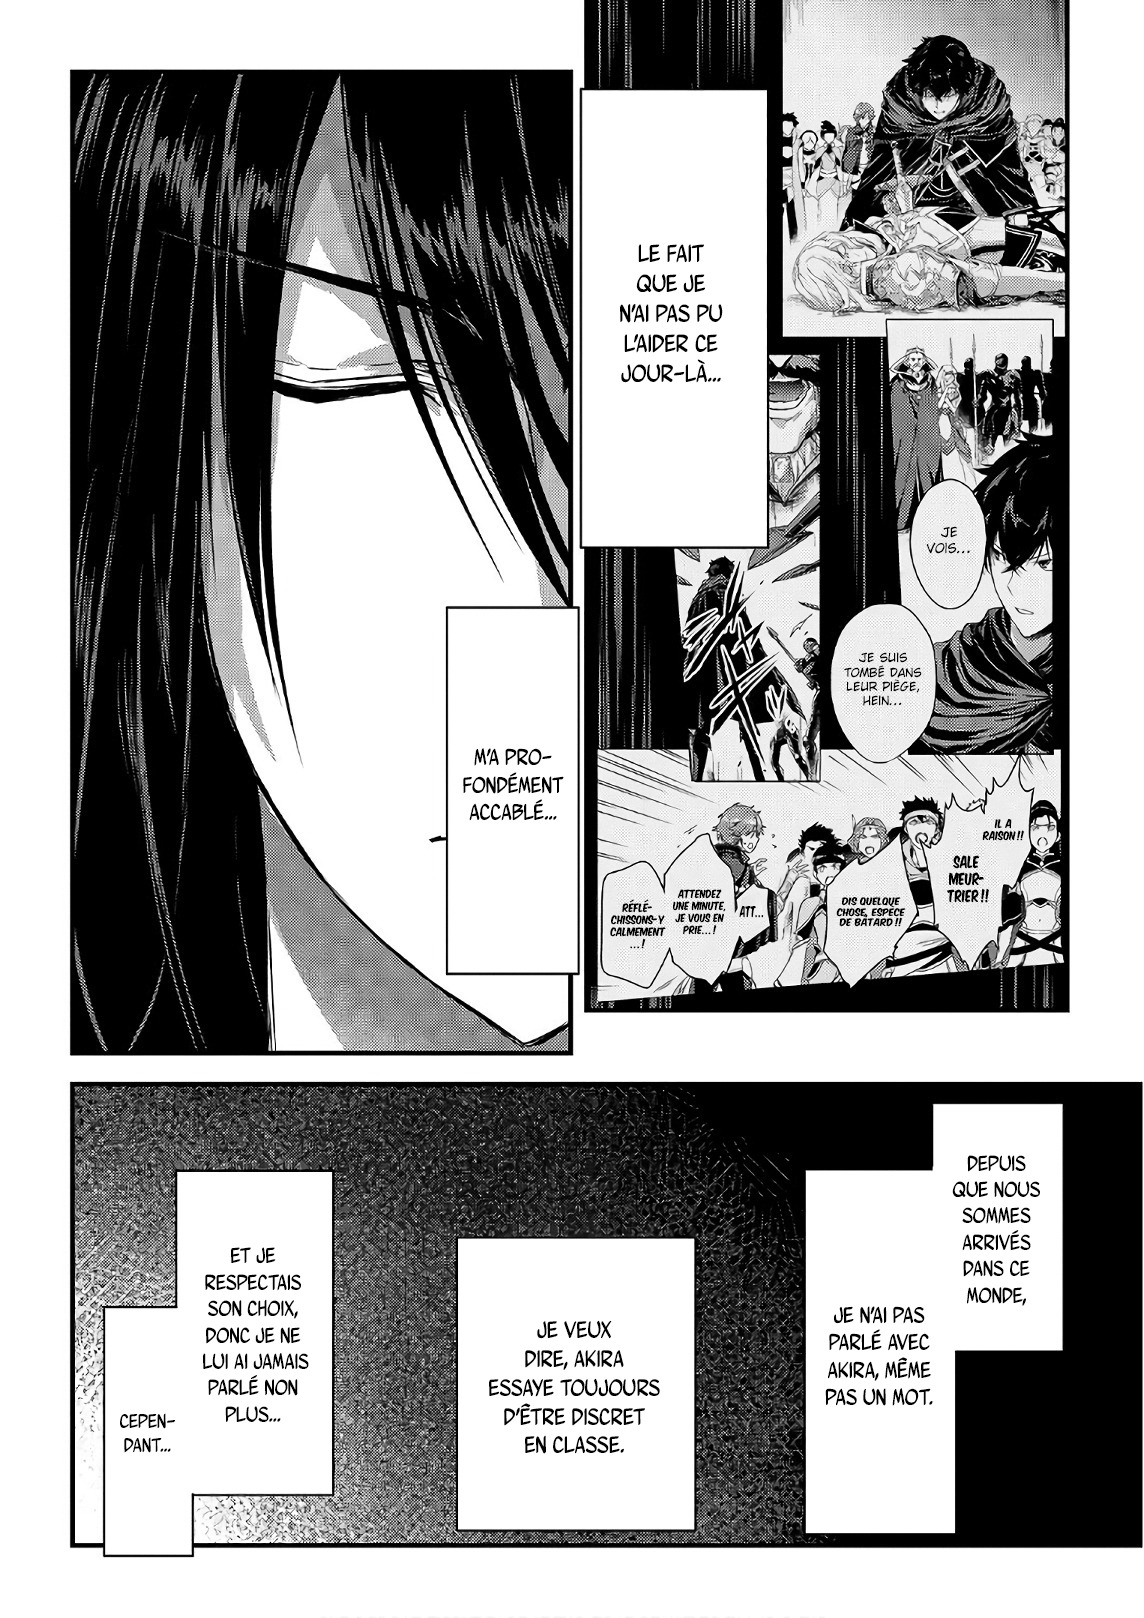 LE FAIT
QUE JE
N'AI PAS PU
L'AIDER CE
JOUR-LÀ...
JE
VOIS...
JE SUIS
TOMBÉ DANS
LEUR PIÈGE,
HEIN...
IL A
RAISON!!
SALE
MEUR-
TRIER!!
DIS QUELQUE
CHOSE, ESPÈCE
DE BATARD!!
ATT...
ATTENDEZ
UNE MINUTE,
JE VOUS EN
PRIE...!
RÉFLÉ-
CHISSONS-Y
CALMEMENT
...!
M'A PRO-
FONDÉMENT
ACCABLÉ...
DEPUIS
QUE NOUS
SOMMES
ARRIVÉS
DANS CE
MONDE,
JE N'AI PAS
PARLÉ AVEC
AKIRA, MÊME
PAS UN MOT.
JE VEUX
DIRE, AKIRA
ESSAYE TOUJOURS
D'ÊTRE DISCRET
EN CLASSE.
ET JE
RESPECTAIS
SON CHOIX,
DONC JE NE
LUI AI JAMAIS
PARLÉ NON
PLUS...
CEPEN-
DANT...